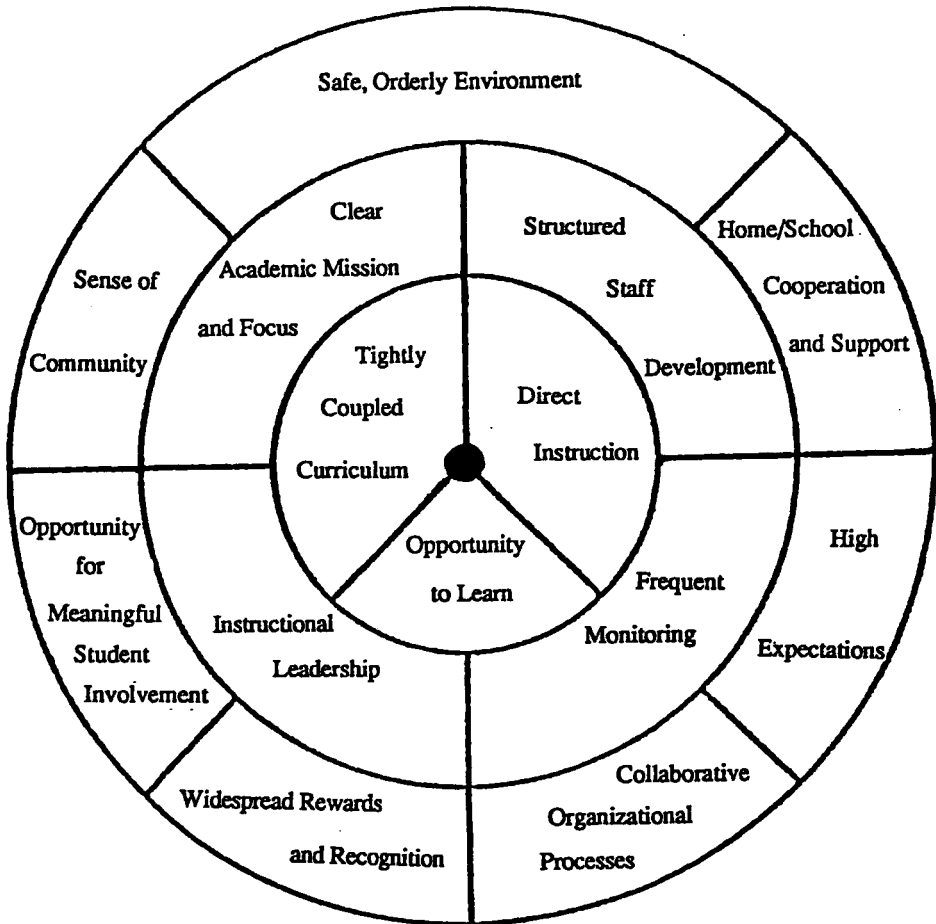 Safe, Orderly Environment
Home/School
Cooperation
and Support
High
Expectations
Collaborative
Organizational
Processes
Widespread Rewards
and Recognition
Opportunity
for
Meaningful
Student
Involvement
Sense of
Community
Clear
Academic Mission
and Focus
Structured
Staff
Development
Frequent
Monitoring
Instructional
Leadership
Tightly
Coupled
Curriculum
Direct
Instruction
Opportunity
to Learn